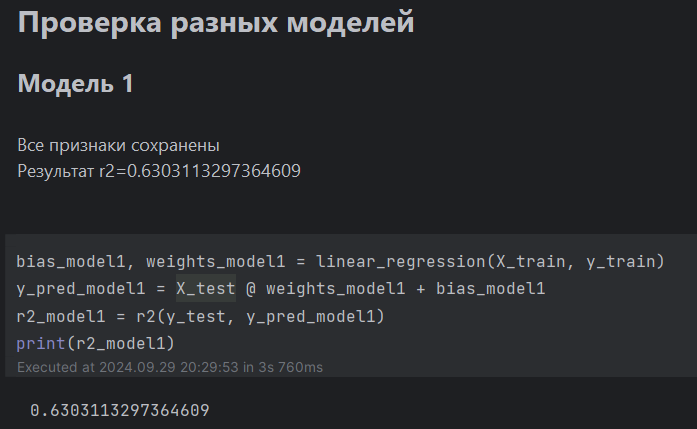 Проверка разных моделей
Модель 1
Все признаки сохранены
Результат r2=0.6303113297364609
bias_model1, weights_model1 = linear_regression(X_train, y_train)
y_pred_model1 = X_test @ weights_model1 + bias_model1
r2_model1 = r2(y_test, y_pred_model1)
print(r2_model1)
Executed at 2024.09.29 20:29:53 in 3s 760ms
0.6303113297364609